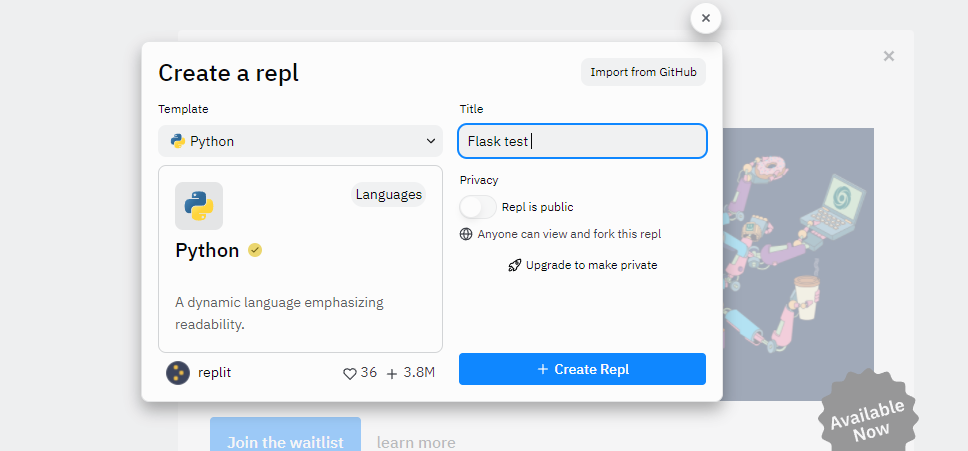 Create a repl
Import from GitHub
Template
Python
Languages
Python
A dynamic language emphasizing
readability.
replit
36
3.8M
Title
Flask test
Privacy
Repl is public
Anyone can view and fork this repl
Upgrade to make private
+ Create Repl
Join the waitlist
learn more
Available
Now